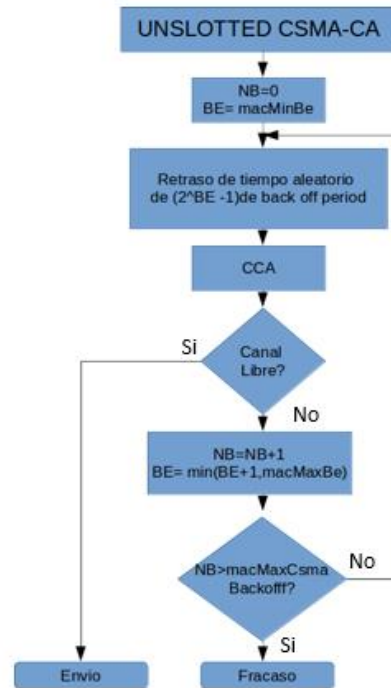 UNSLOTTED CSMA-CA
NB=0
BE= macMinBe
Retraso de tiempo aleatorio
de (2^BE -1)de back off period
CCA
Si
Canal
Libre?
No
NB=NB+1
BE= min(BE+1,macMaxBe)
NB>macMaxCsma
Backofff?
No
Si
Envio
Fracaso